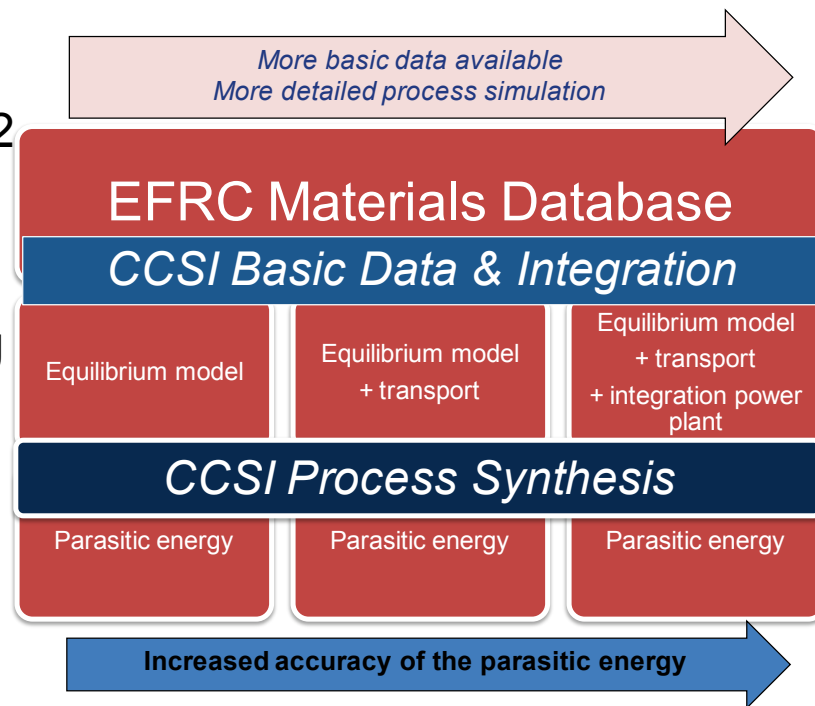 More basic data available
More detailed process simulation
2
EFRC Materials Database
CCSI Basic Data & Integration
g
Equilibrium model
Equilibrium model
+ transport
Equilibrium model
+ transport
+ integration power
plant
CCSI Process Synthesis
Parasitic energy
Parasitic energy
Parasitic energy
Increased accuracy of the parasitic energy